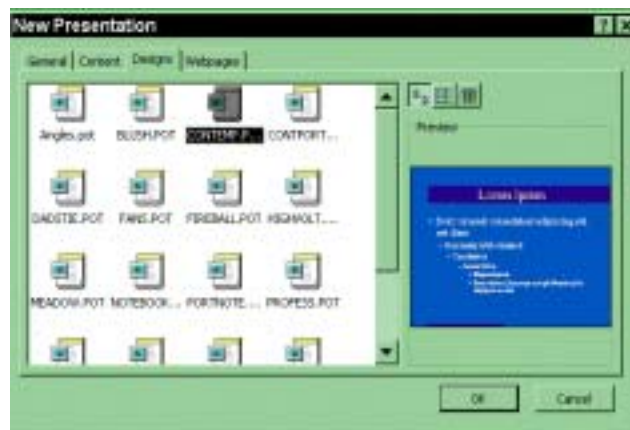 New Presentation
General Content Designs Webpages
Angles.pot BLUSH.POT CONTEMP.P... CONTPORT...
Preview
DADSTIE.POT FANS.POT FIREBALL.POT HIGHVOLT....
Lorem Ipsum
MEADOW.POT NOTEBOOK... PORTNOTE.... PROFESS.POT
OK Cancel